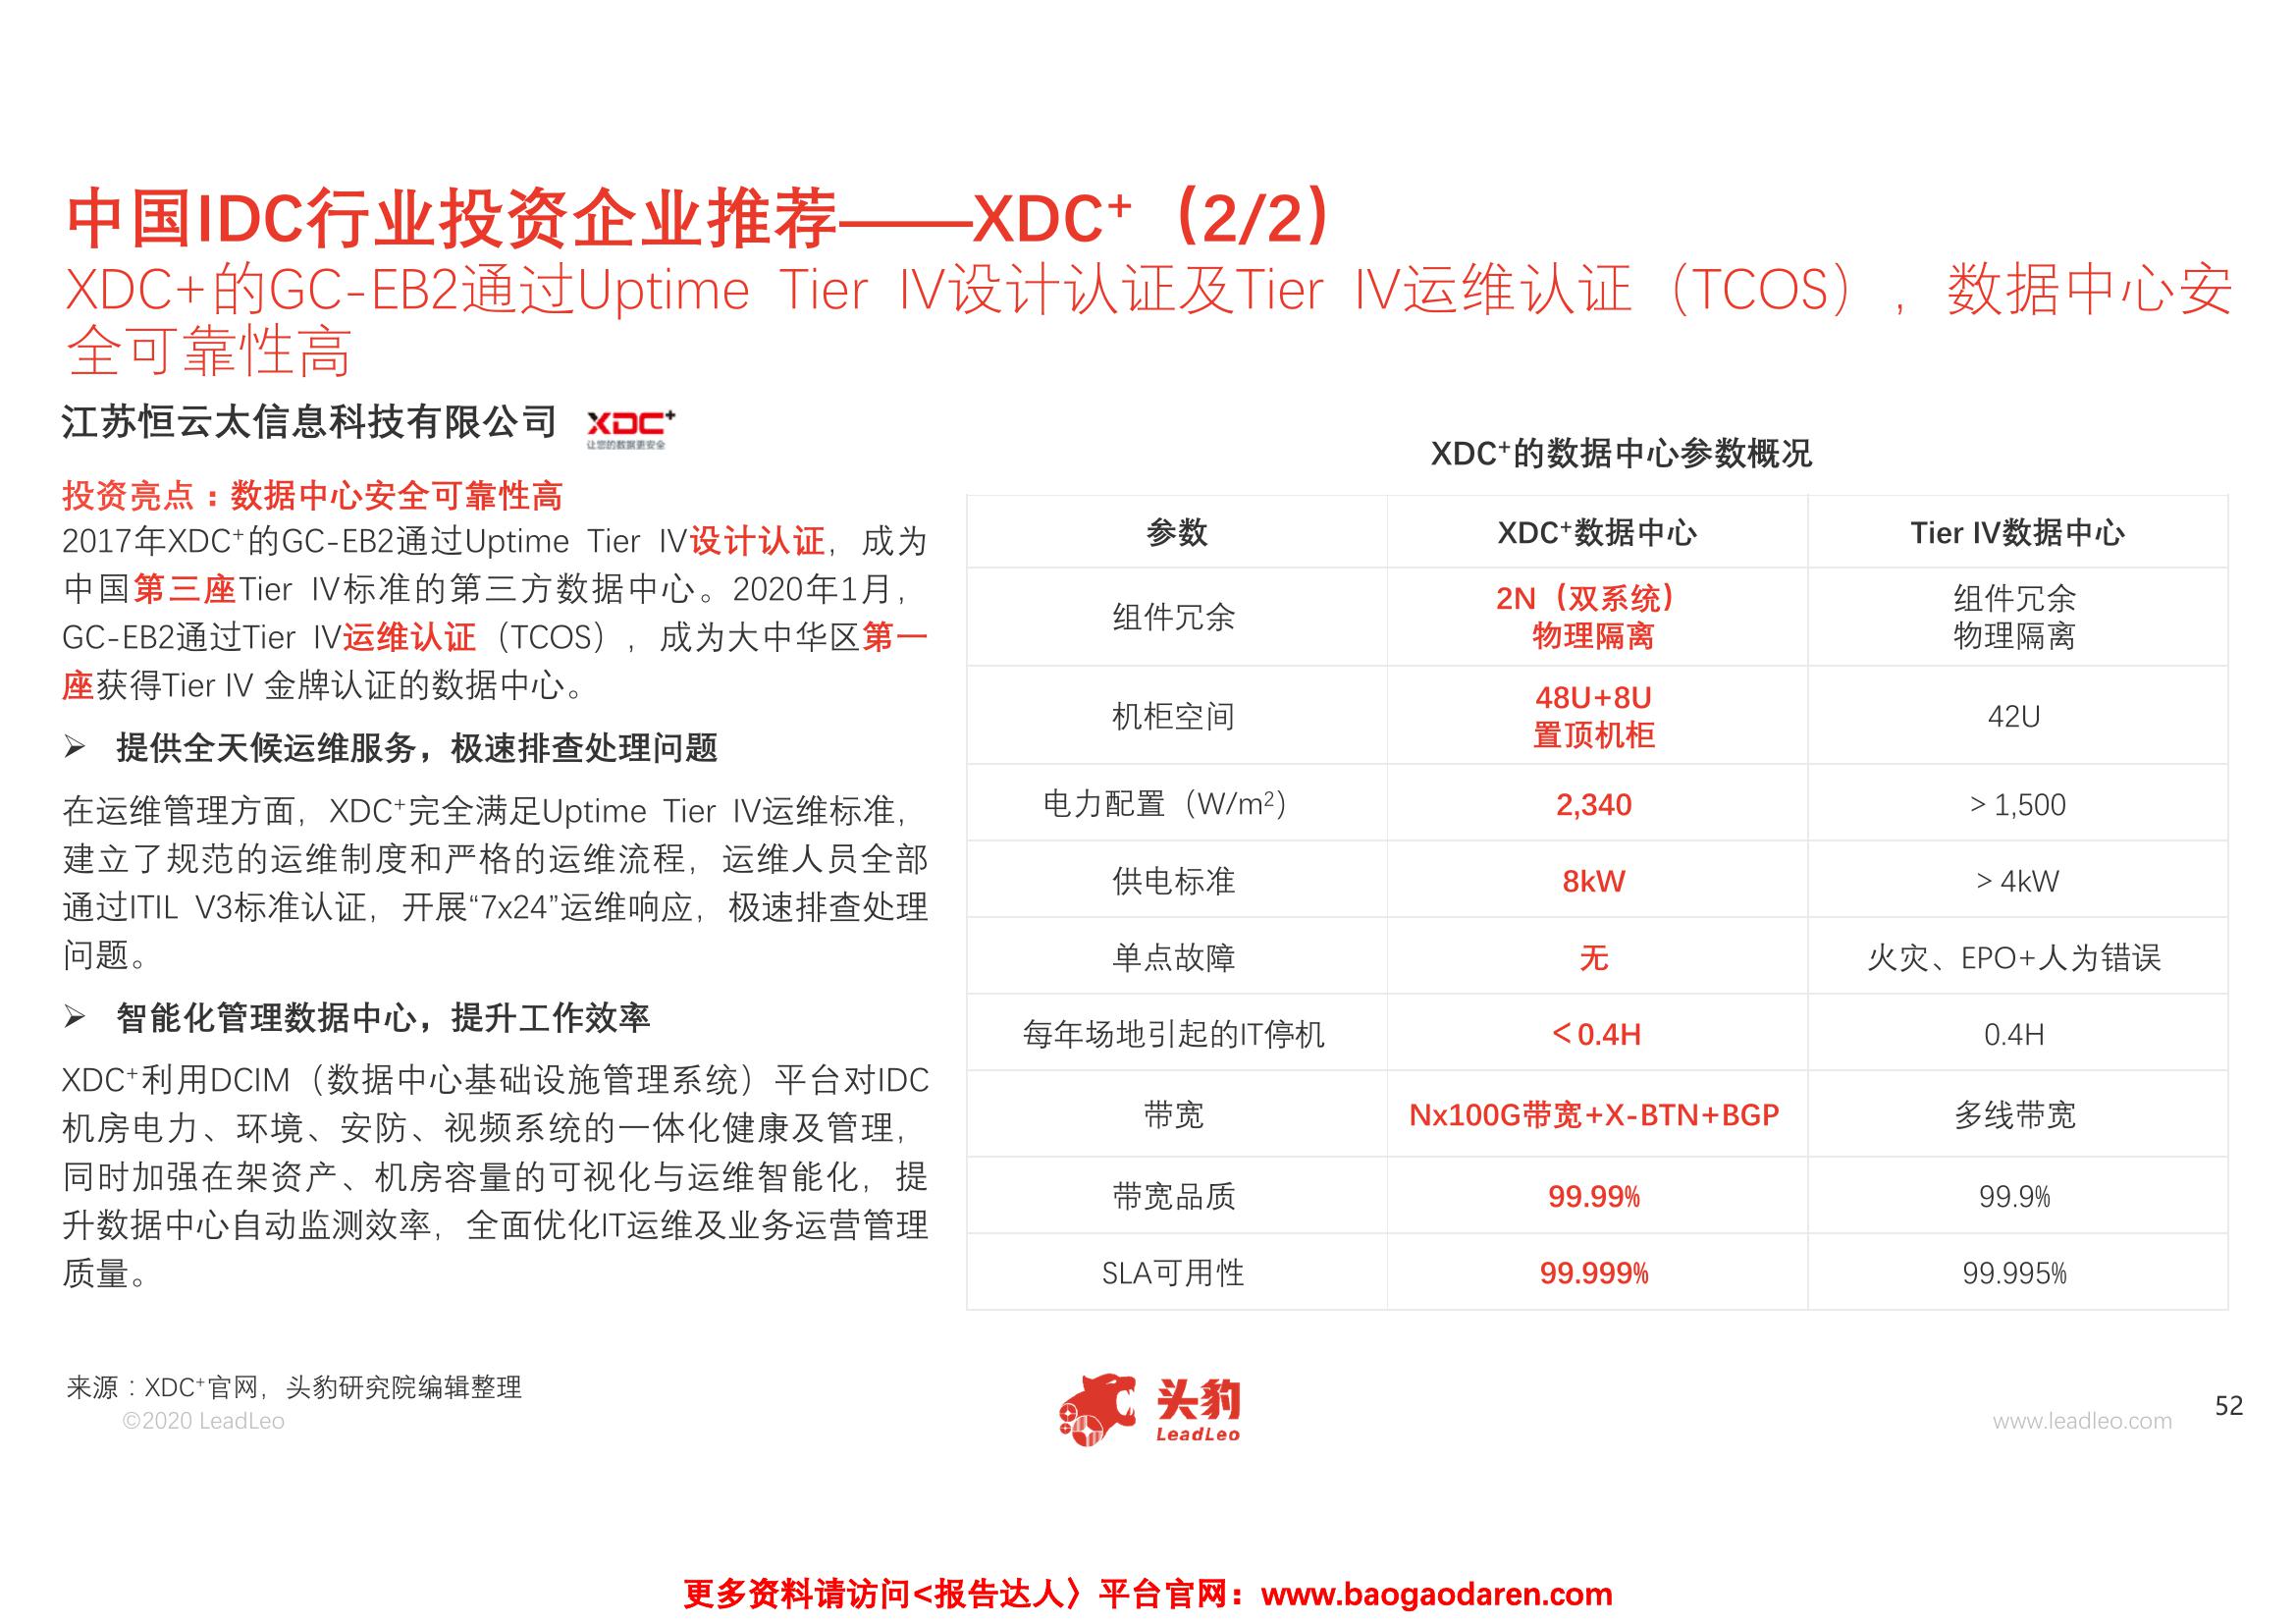 中国IDC行业投资企业推荐——XDC⁺（2/2）
XDC+的GC-EB2通过Uptime Tier IV设计认证及Tier IV运维认证（TCOS），数据中心安
全可靠性高
江苏恒云太信息科技有限公司
XDC⁺
让您的数据更安全
投资亮点：数据中心安全可靠性高
2017年XDC⁺的GC-EB2通过Uptime Tier IV设计认证，成为
中国第三座Tier IV标准的第三方数据中心。2020年1月，
GC-EB2通过Tier IV运维认证（TCOS），成为大中华区第一
座获得Tier IV 金牌认证的数据中心。
➢ 提供全天候运维服务，极速排查处理问题
在运维管理方面，XDC⁺完全满足Uptime Tier IV运维标准，
建立了规范的运维制度和严格的运维流程，运维人员全部
通过ITIL V3标准认证，开展“7x24”运维响应，极速排查处理
问题。
➢ 智能化管理数据中心，提升工作效率
XDC⁺利用DCIM（数据中心基础设施管理系统）平台对IDC
机房电力、环境、安防、视频系统的一体化健康及管理，
同时加强在架资产、机房容量的可视化与运维智能化，提
升数据中心自动监测效率，全面优化IT运维及业务运营管理
质量。
XDC⁺的数据中心参数概况
参数 XDC⁺数据中心 Tier IV数据中心
组件冗余 2N（双系统）物理隔离 组件冗余物理隔离
机柜空间 48U+8U置顶机柜 42U
电力配置（W/m²） 2,340 > 1,500
供电标准 8kW > 4kW
单点故障 无 火灾、EPO+人为错误
每年场地引起的IT停机 < 0.4H 0.4H
带宽 Nx100G带宽+X-BTN+BGP 多线带宽
带宽品质 99.99% 99.9%
SLA可用性 99.999% 99.995%
来源：XDC⁺官网，头豹研究院编辑整理
©2020 LeadLeo
头豹
LeadLeo
www.leadleo.com
52
更多资料请访问<报告达人〉平台官网：www.baogaodaren.com